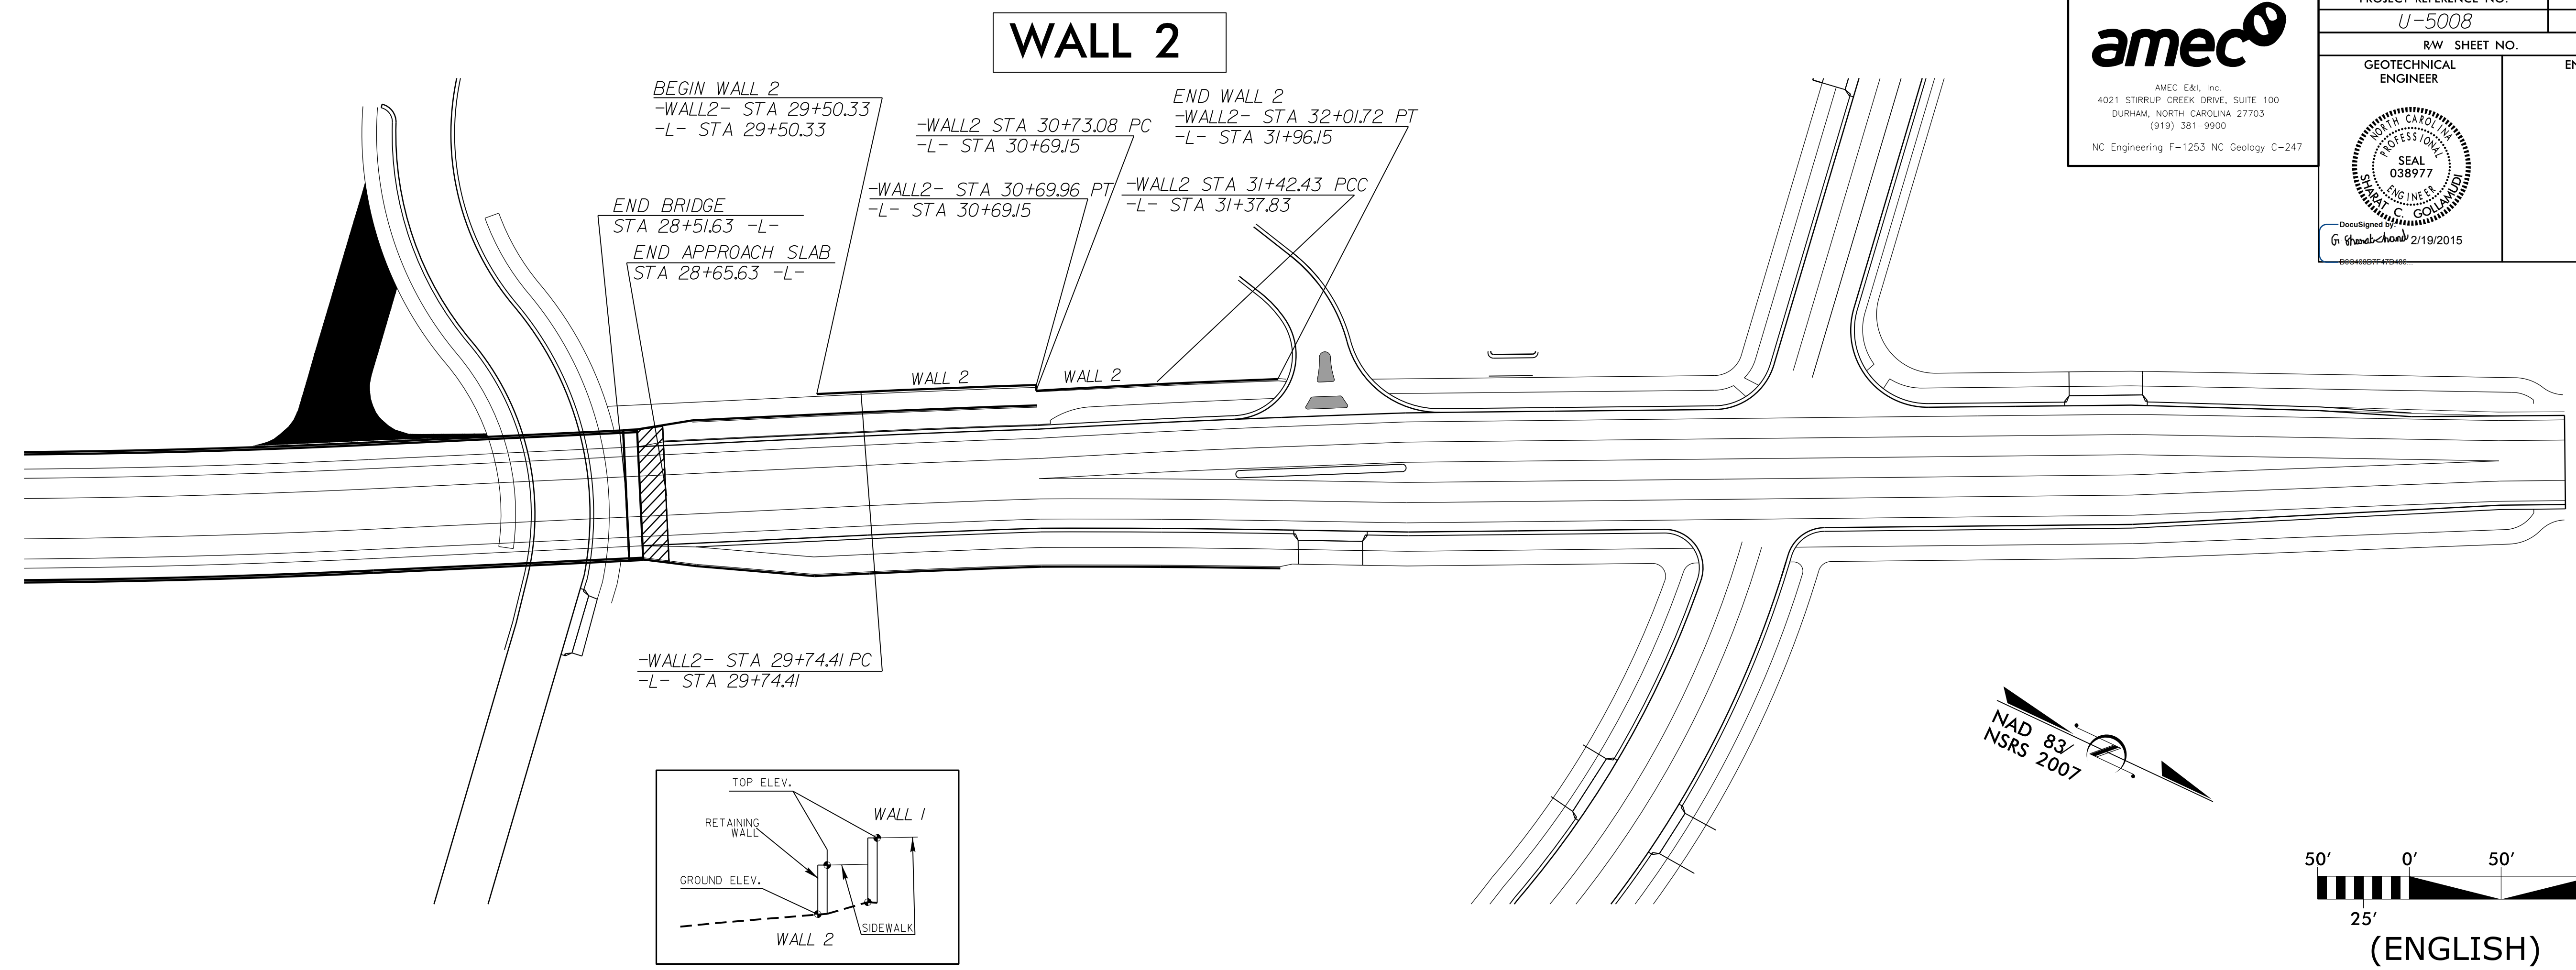 WALL 2
BEGIN WALL 2
-WALL2- STA 29+50.33
-L- STA 29+50.33
END BRIDGE
STA 28+51.63 -L-
END APPROACH SLAB
STA 28+65.63 -L-
-WALL2 STA 30+73.08 PC
-L- STA 30+69.15
-WALL2- STA 30+69.96 PT
-L- STA 30+69.15
END WALL 2
-WALL2- STA 32+01.72 PT
-L- STA 31+96.15
-WALL2 STA 31+42.43 PCC
-L- STA 31+37.83
WALL 2
WALL 2
-WALL2- STA 29+74.41 PC
-L- STA 29+74.41
TOP ELEV.
WALL 1
RETAINING
WALL
GROUND ELEV.
SIDEWALK
WALL 2
amec
AMEC E&I, Inc.
4021 STIRRUP CREEK DRIVE, SUITE 100
DURHAM, NORTH CAROLINA 27703
(919) 381-9900
NC Engineering F-1253 NC Geology C-247
PROJECT REFERENCE NO.
U-5008
R/W SHEET NO.
GEOTECHNICAL
ENGINEER
NORTH CAROLINA
PROFESSIONAL
SEAL
038977
ENGINEER
SHARAT C. GOLLAMUDI
DocuSigned by:
G Sharatchand 2/19/2015
NAD 83/
NSRS 2007
50' 0' 50'
25'
(ENGLISH)